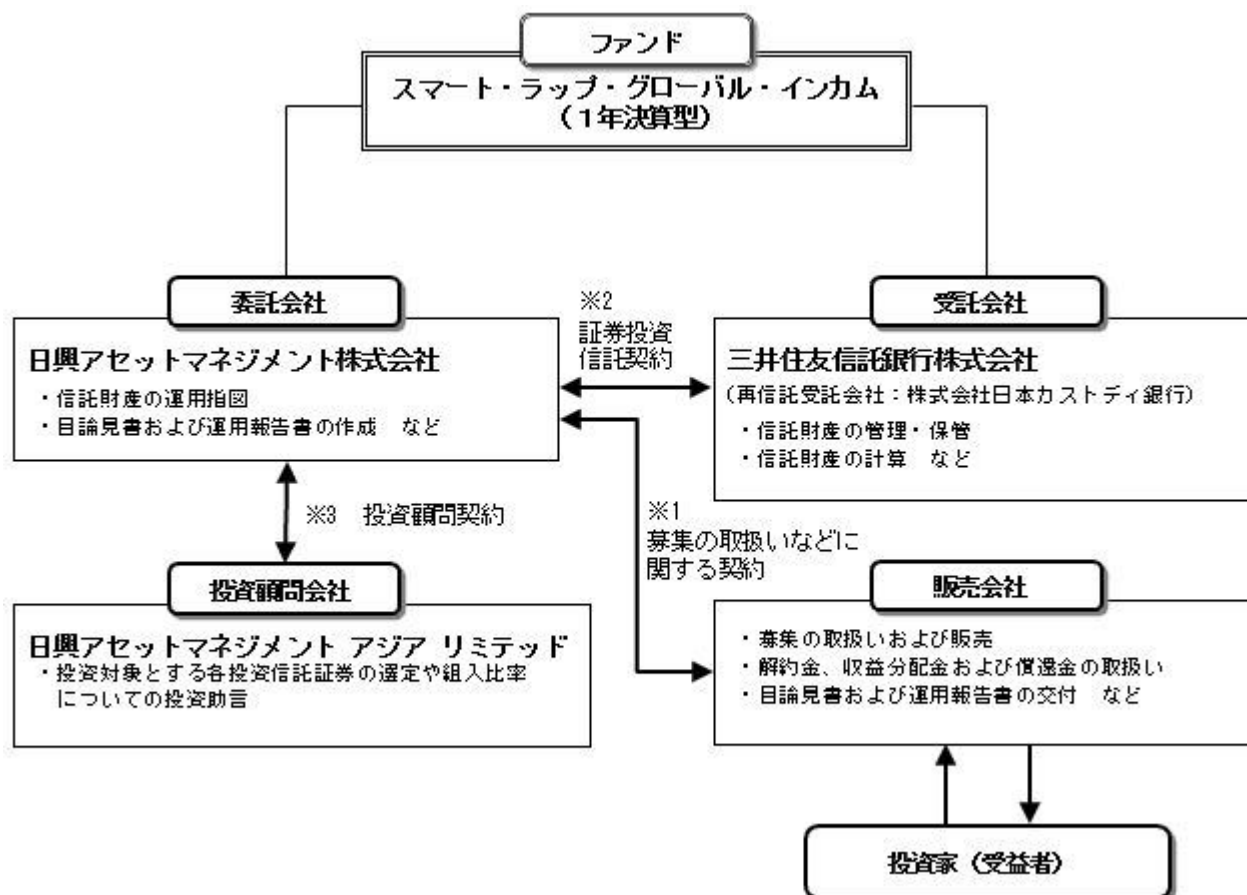 ファンド
スマート・ラップ・グローバル・インカム
（１年決算型）
委託会社
日興アセットマネジメント株式会社
・信託財産の運用指図
・目論見書および運用報告書の作成　など
※2
証券投資
信託契約
受託会社
三井住友信託銀行株式会社
（再信託受託会社：株式会社日本カストディ銀行）
・信託財産の管理・保管
・信託財産の計算　など
※3　投資顧問契約
※1
募集の取扱いなどに
関する契約
投資顧問会社
日興アセットマネジメント アジア リミテッド
・投資対象とする各投資信託証券の選定や組入比率
についての投資助言
販売会社
・募集の取扱いおよび販売
・解約金、収益分配金および償還金の取扱い
・目論見書および運用報告書の交付　など
投資家（受益者）